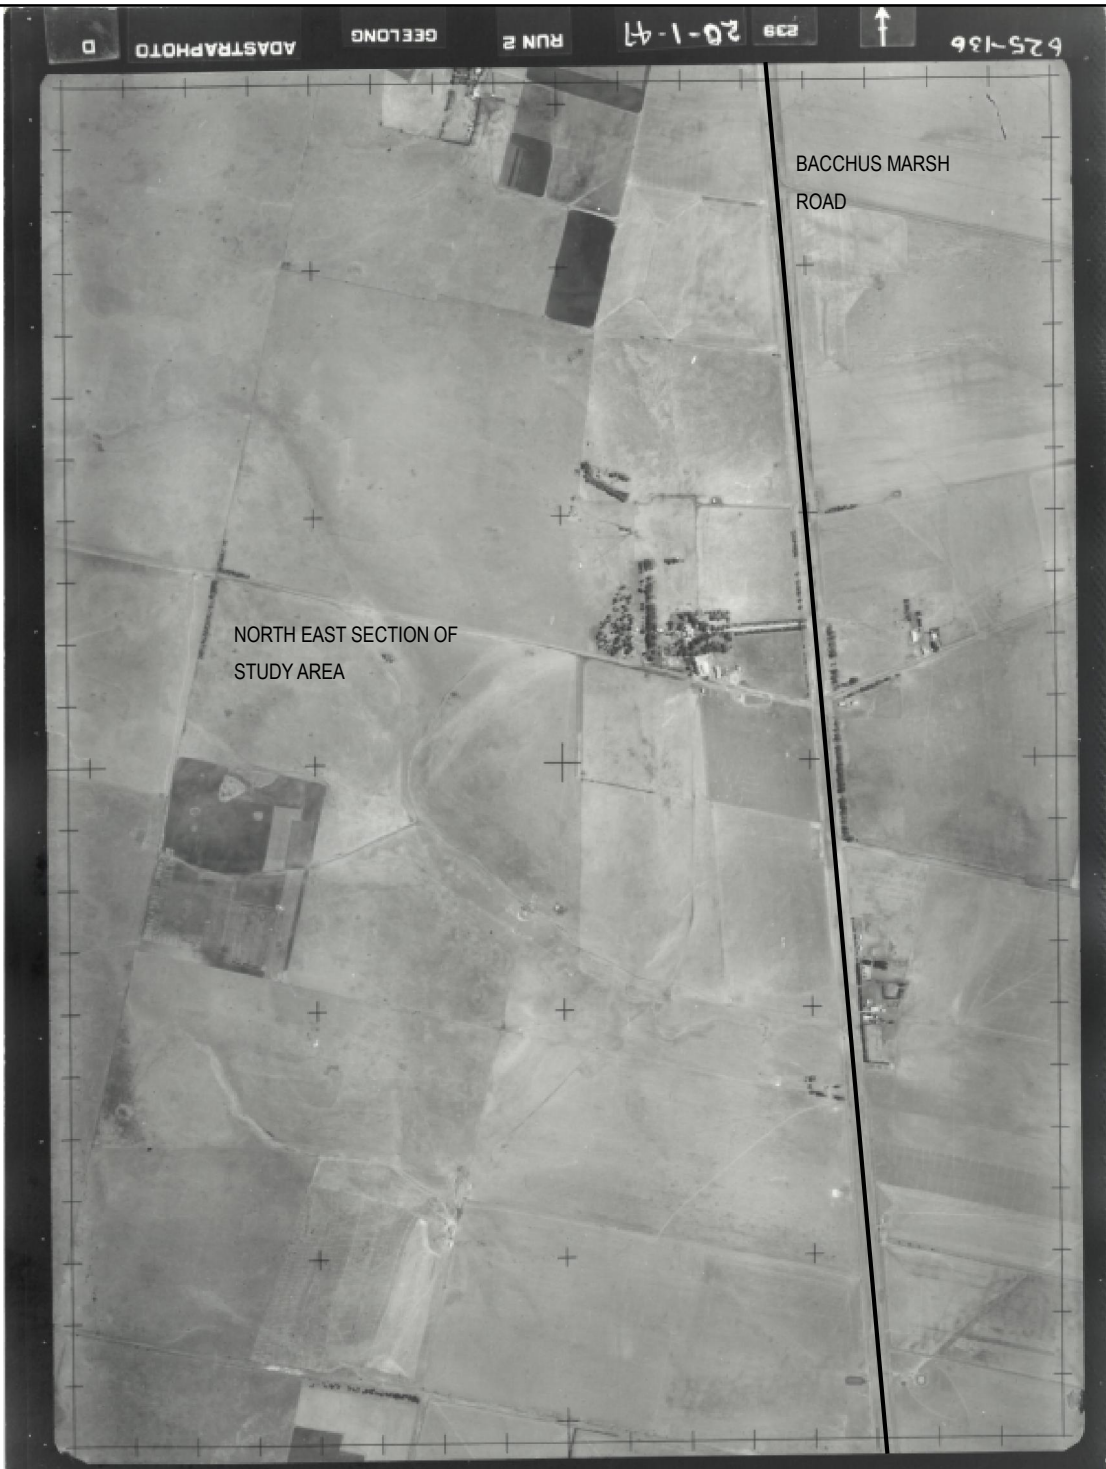 D ADASTRAPHOTO GEELONG RUN 2 20-1-47 239 625-136
BACCHUS MARSH
ROAD
NORTH EAST SECTION OF
STUDY AREA